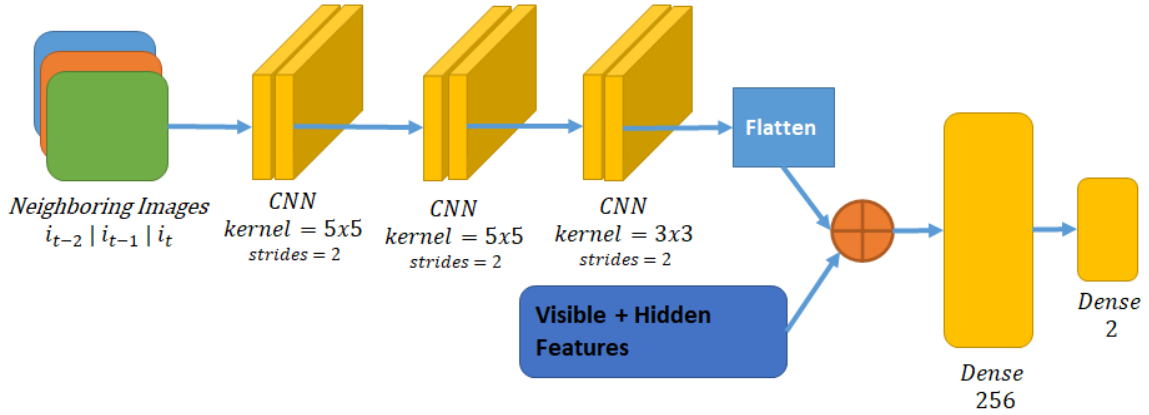 Neighboring Images
i_{t−2} | i_{t−1} | i_t
CNN
kernel = 5x5
strides = 2
CNN
kernel = 5x5
strides = 2
CNN
kernel = 3x3
strides = 2
Flatten
Visible + Hidden
Features
Dense
256
Dense
2